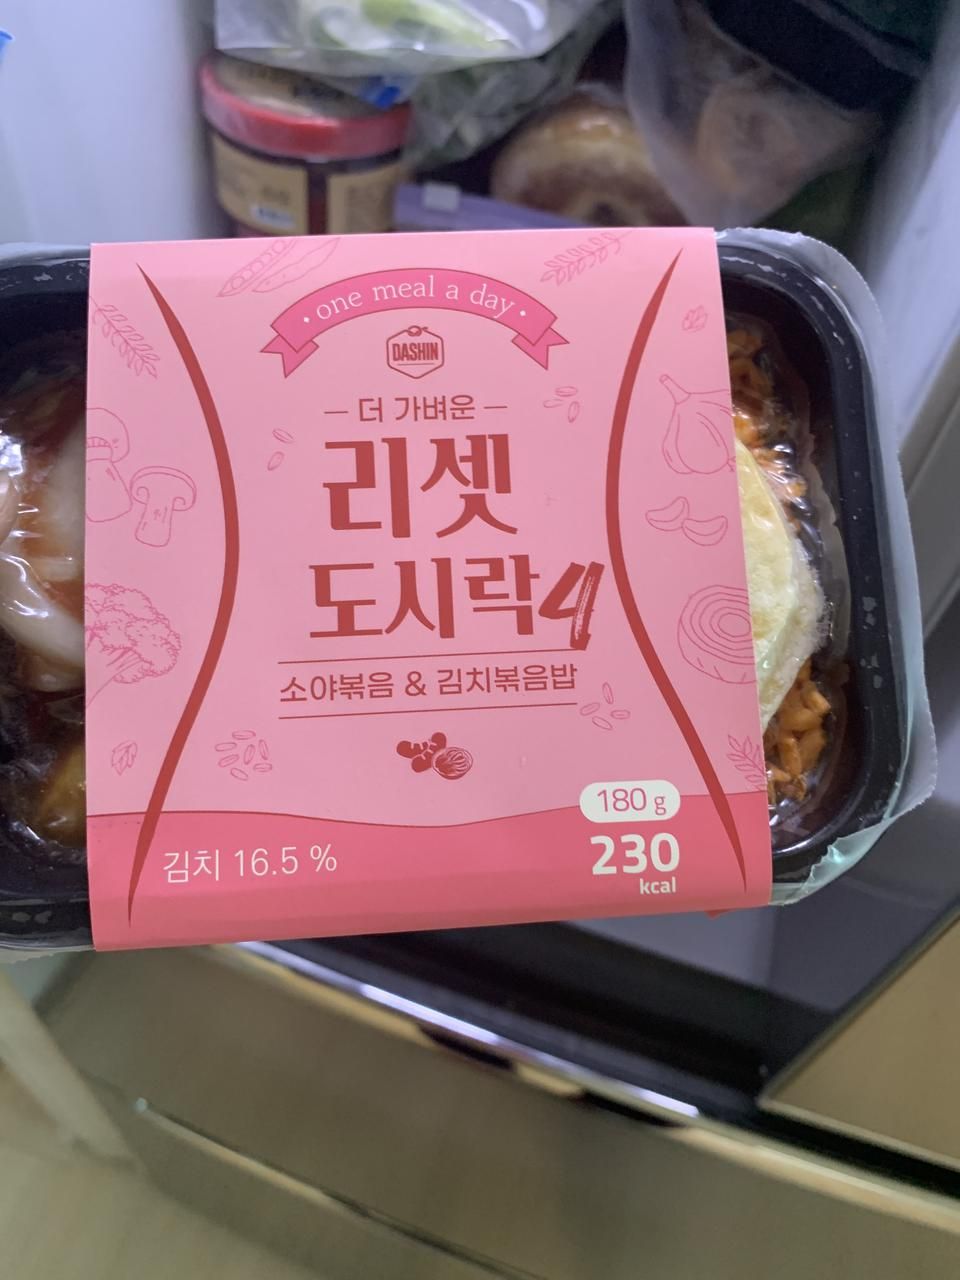 · one meal a day ·
DASHIN
– 더 가벼운 –
리셋
도시락4
소야볶음 & 김치볶음밥
180 g
230
kcal
김치 16.5 %